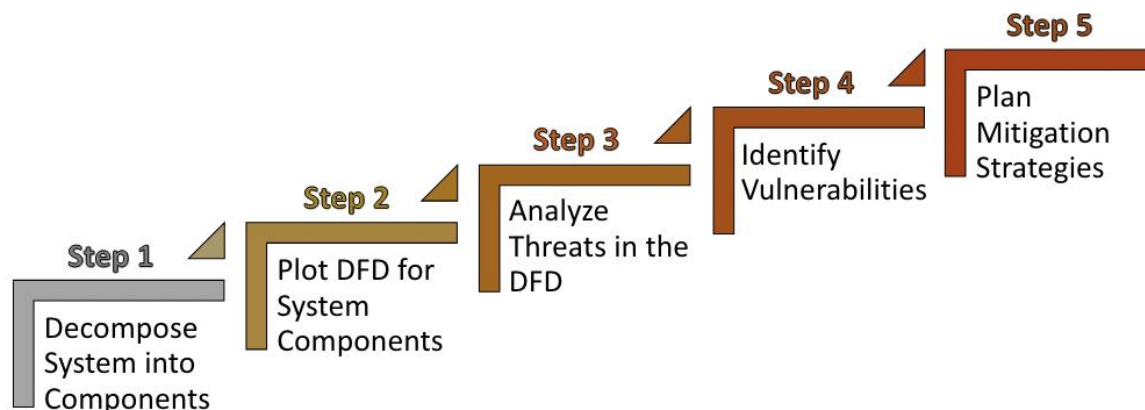 Step 1
Decompose
System into
Components
Step 2
Plot DFD for
System
Components
Step 3
Analyze
Threats in the
DFD
Step 4
Identify
Vulnerabilities
Step 5
Plan
Mitigation
Strategies